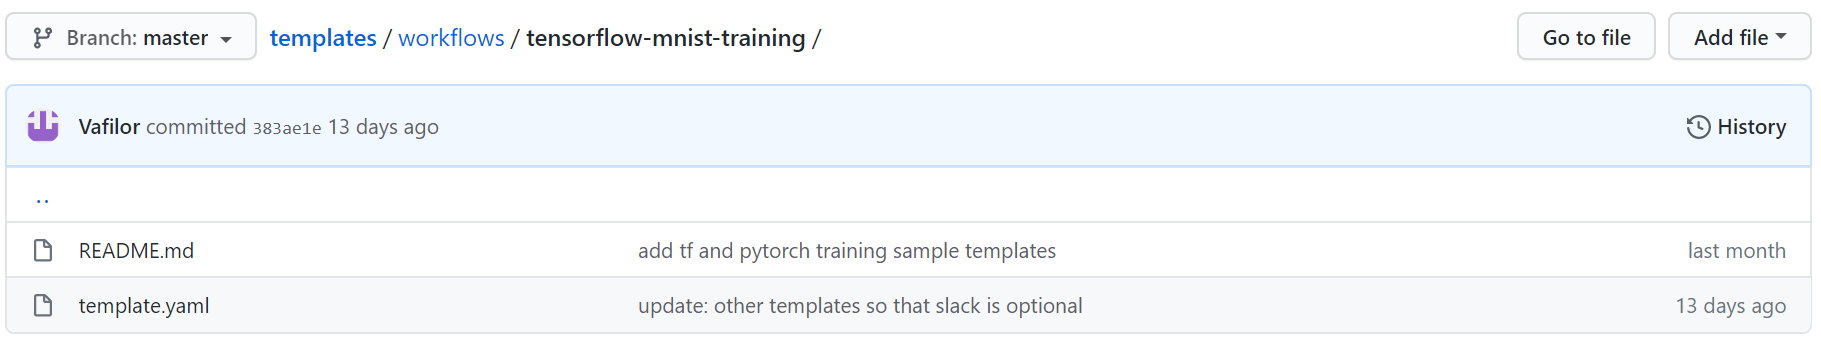 Branch: master templates / workflows / tensorflow-mnist-training / Go to file Add file
Vafilor committed 383ae1e 13 days ago History
..
README.md add tf and pytorch training sample templates last month
template.yaml update: other templates so that slack is optional 13 days ago